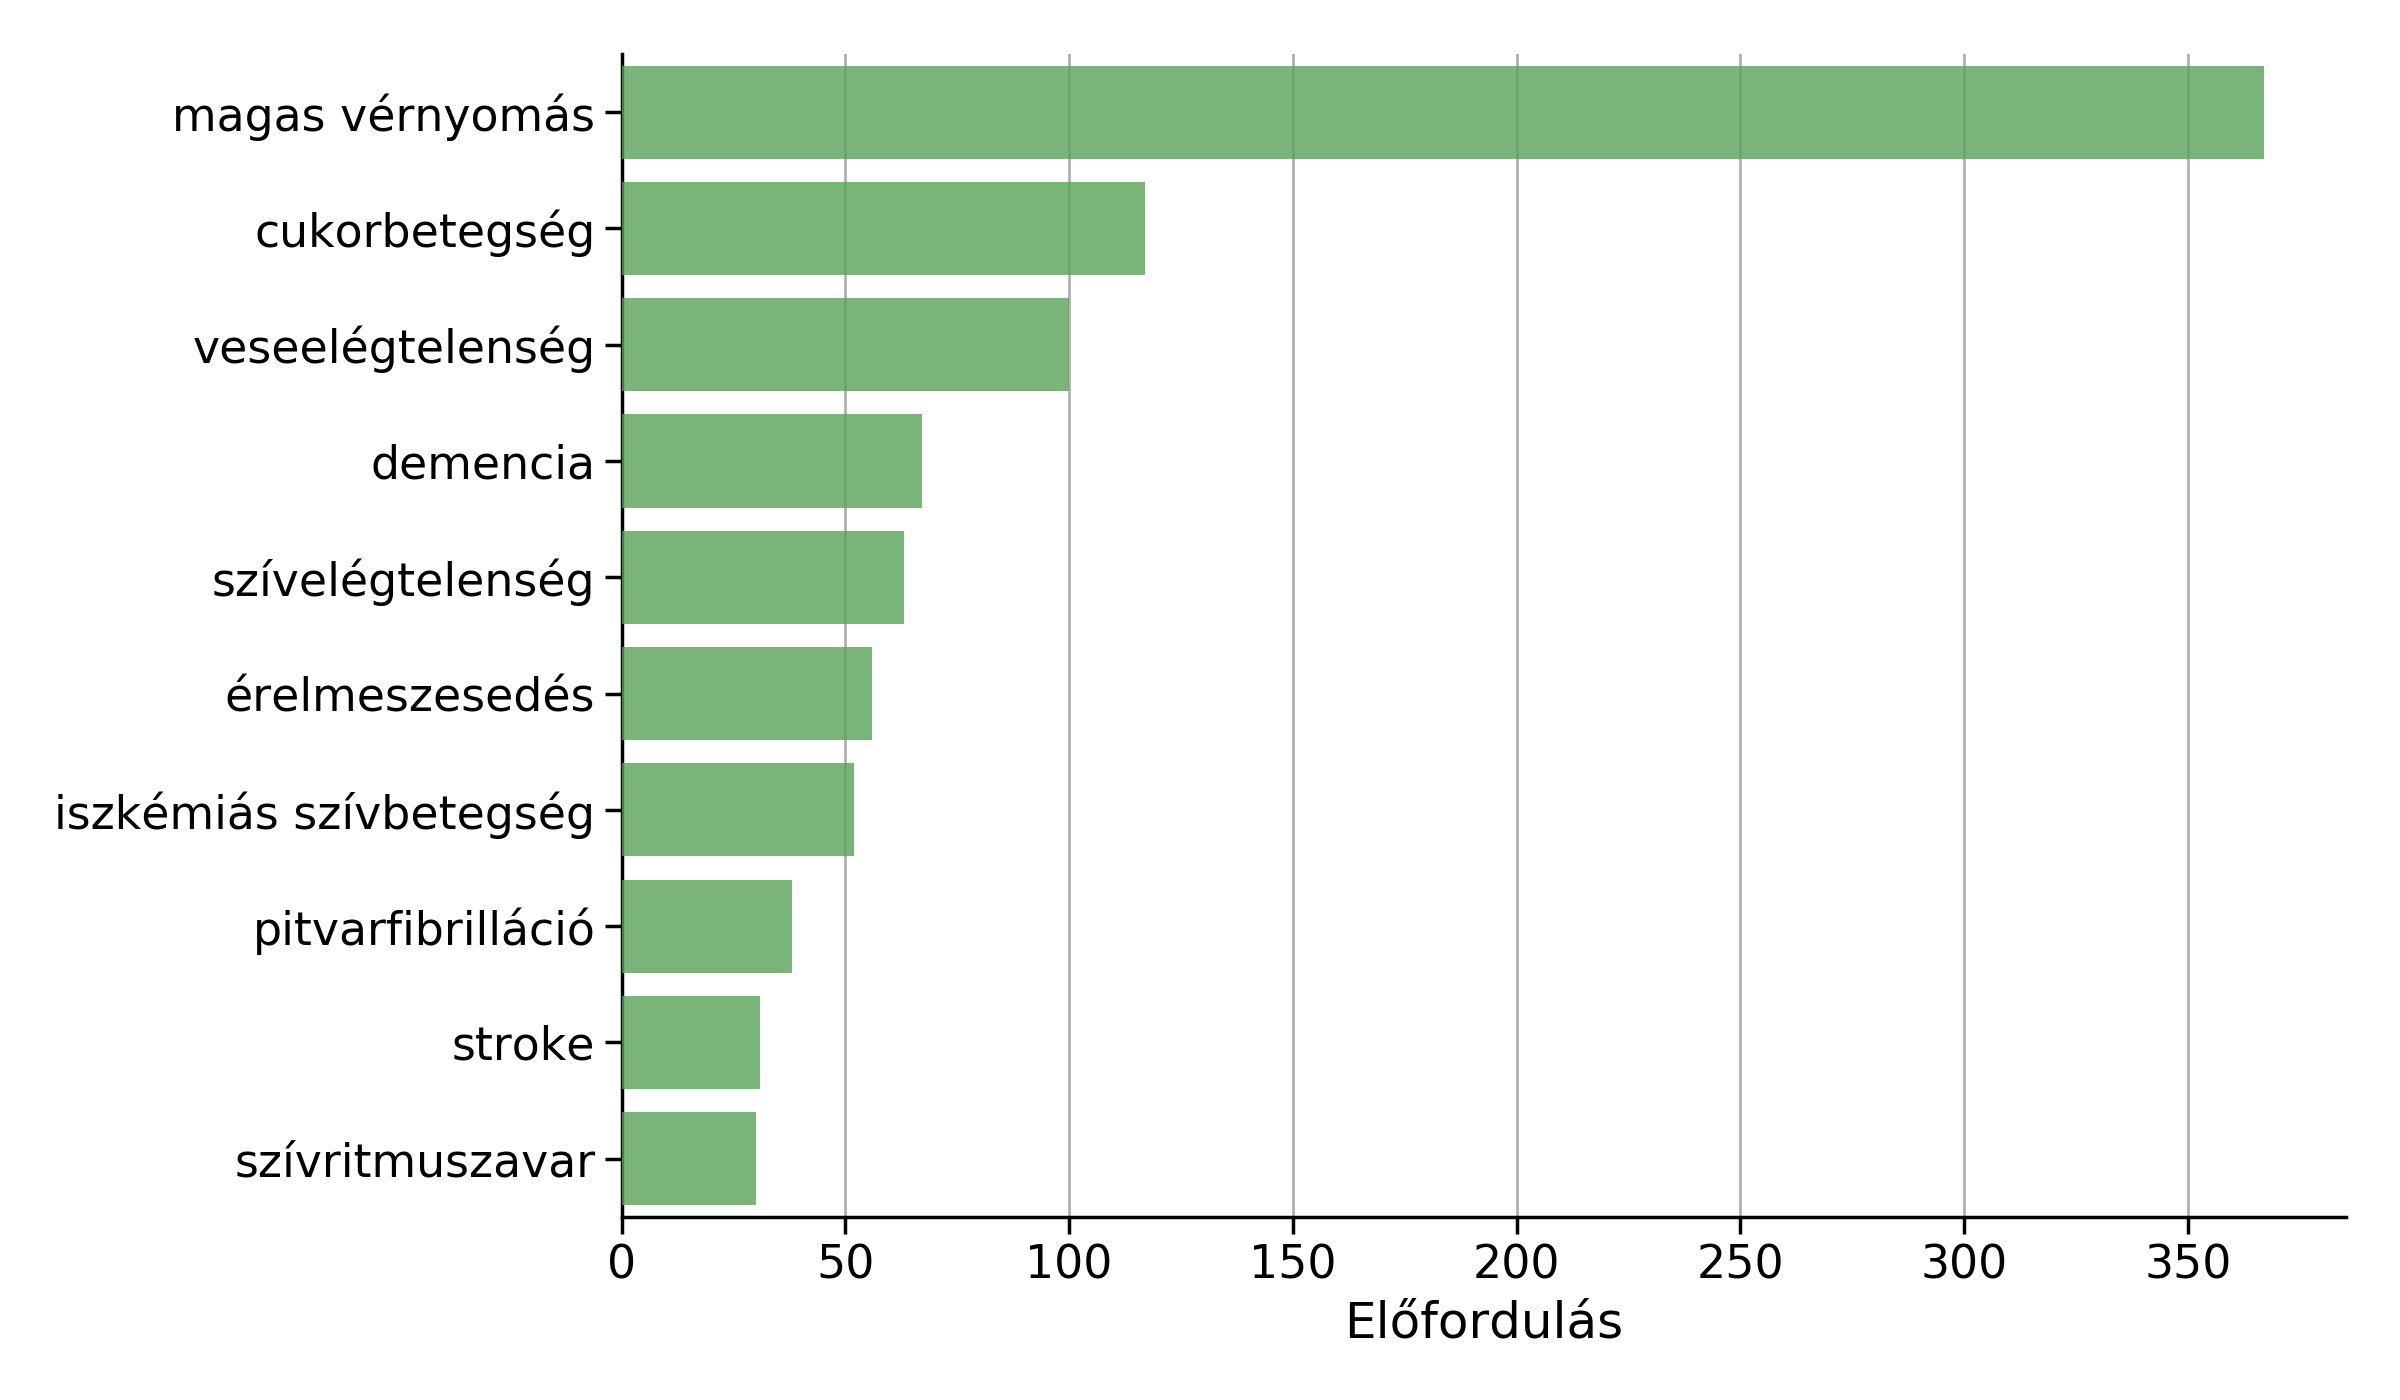 magas vérnyomás
cukorbetegség
veseelégtelenség
demencia
szívelégtelenség
érelmeszesedés
iszkémiás szívbetegség
pitvarfibrilláció
stroke
szívritmuszavar
0 50 100 150 200 250 300 350
Előfordulás